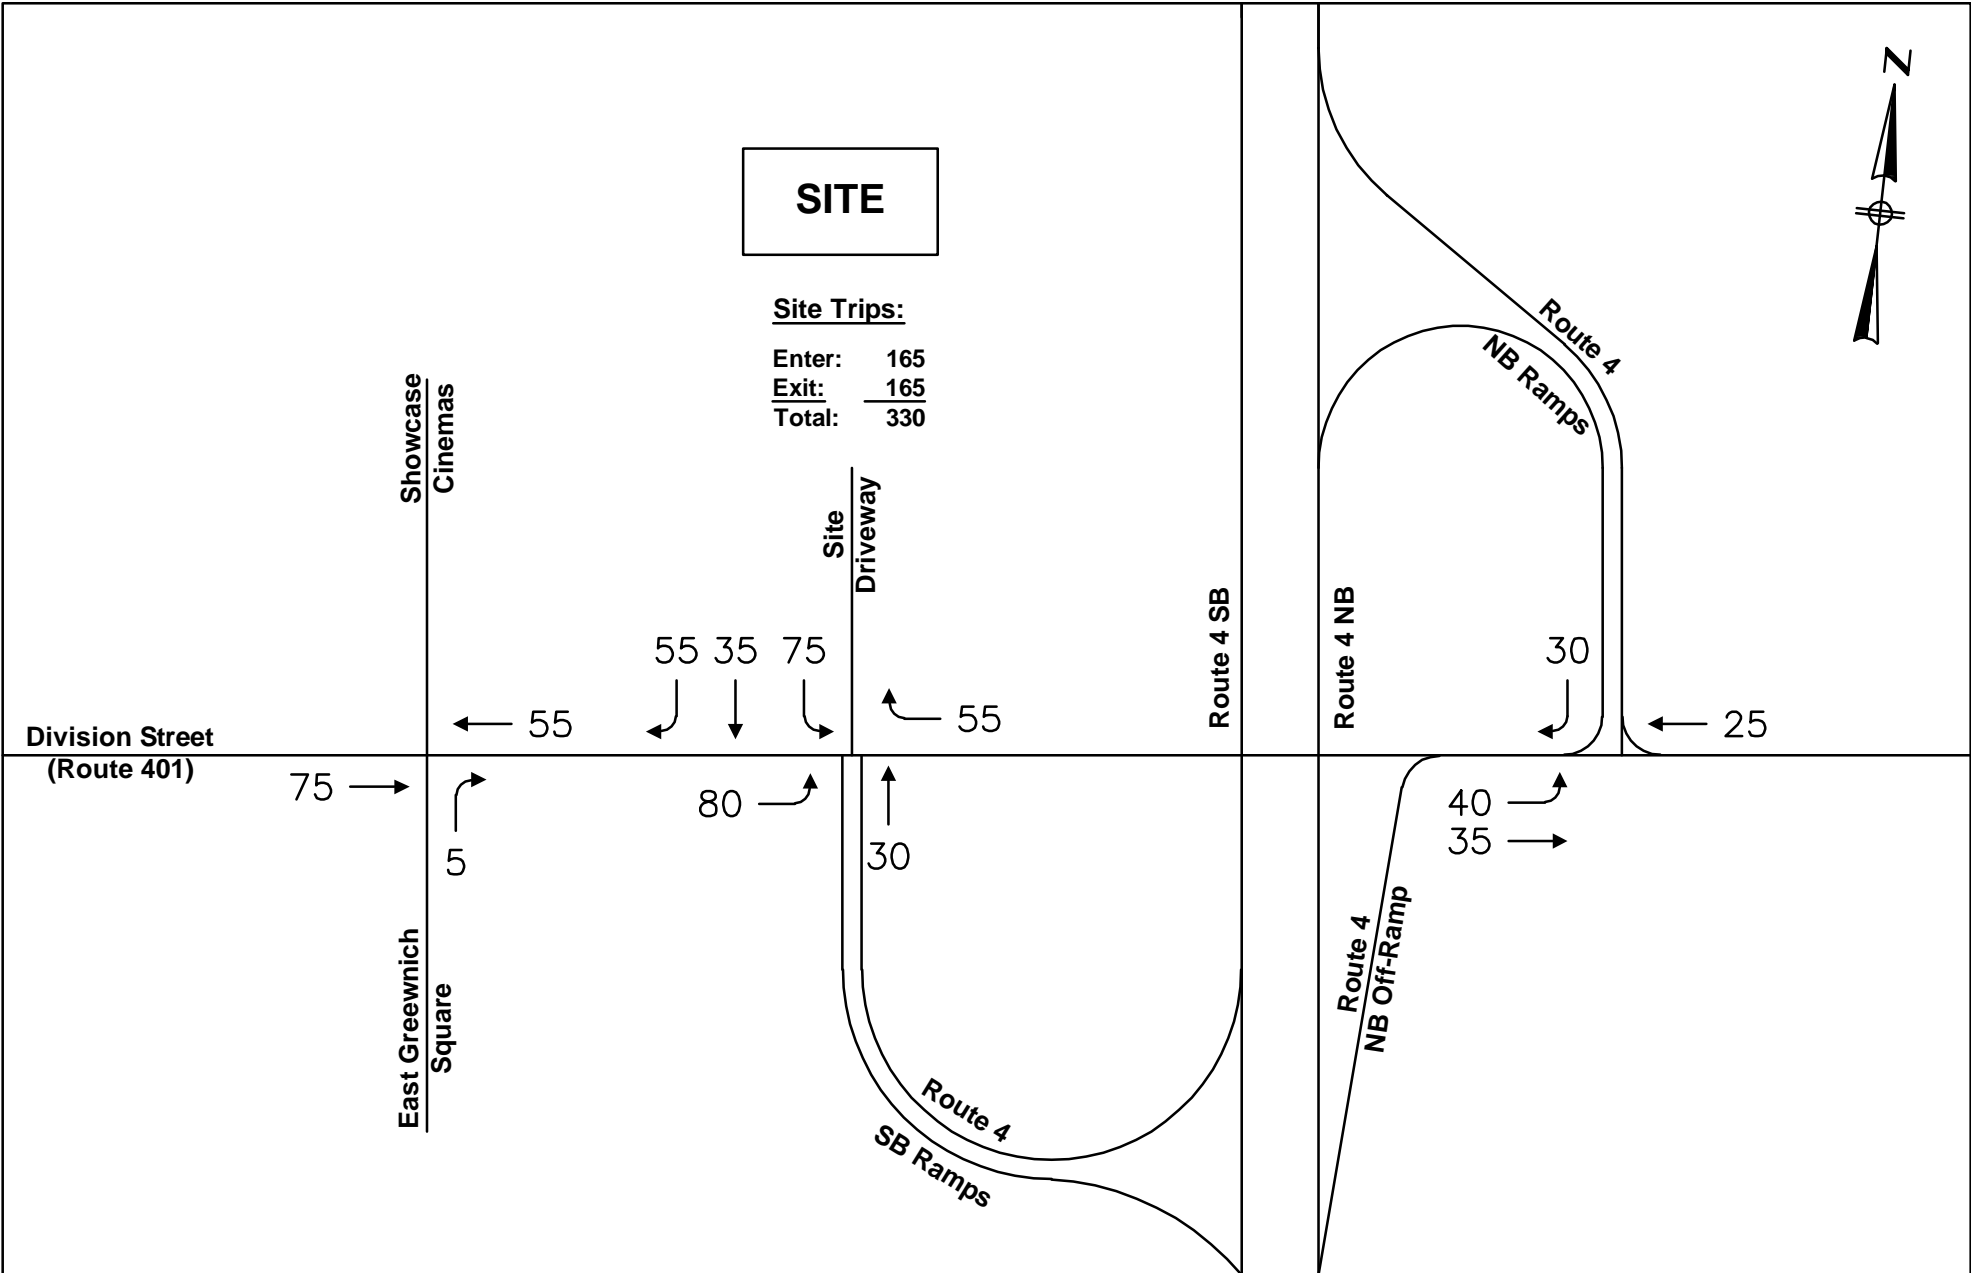 N
SITE
Site Trips:
Enter: 165
Exit: 165
Total: 330
Route 4
NB Ramps
Showcase
Cinemas
Site
Driveway
Route 4 SB
Route 4 NB
55 35 75
30
55
55
25
Division Street
(Route 401)
75
5
80
30
40
35
East Greewnich
Square
Route 4
SB Ramps
Route 4
NB Off-Ramp